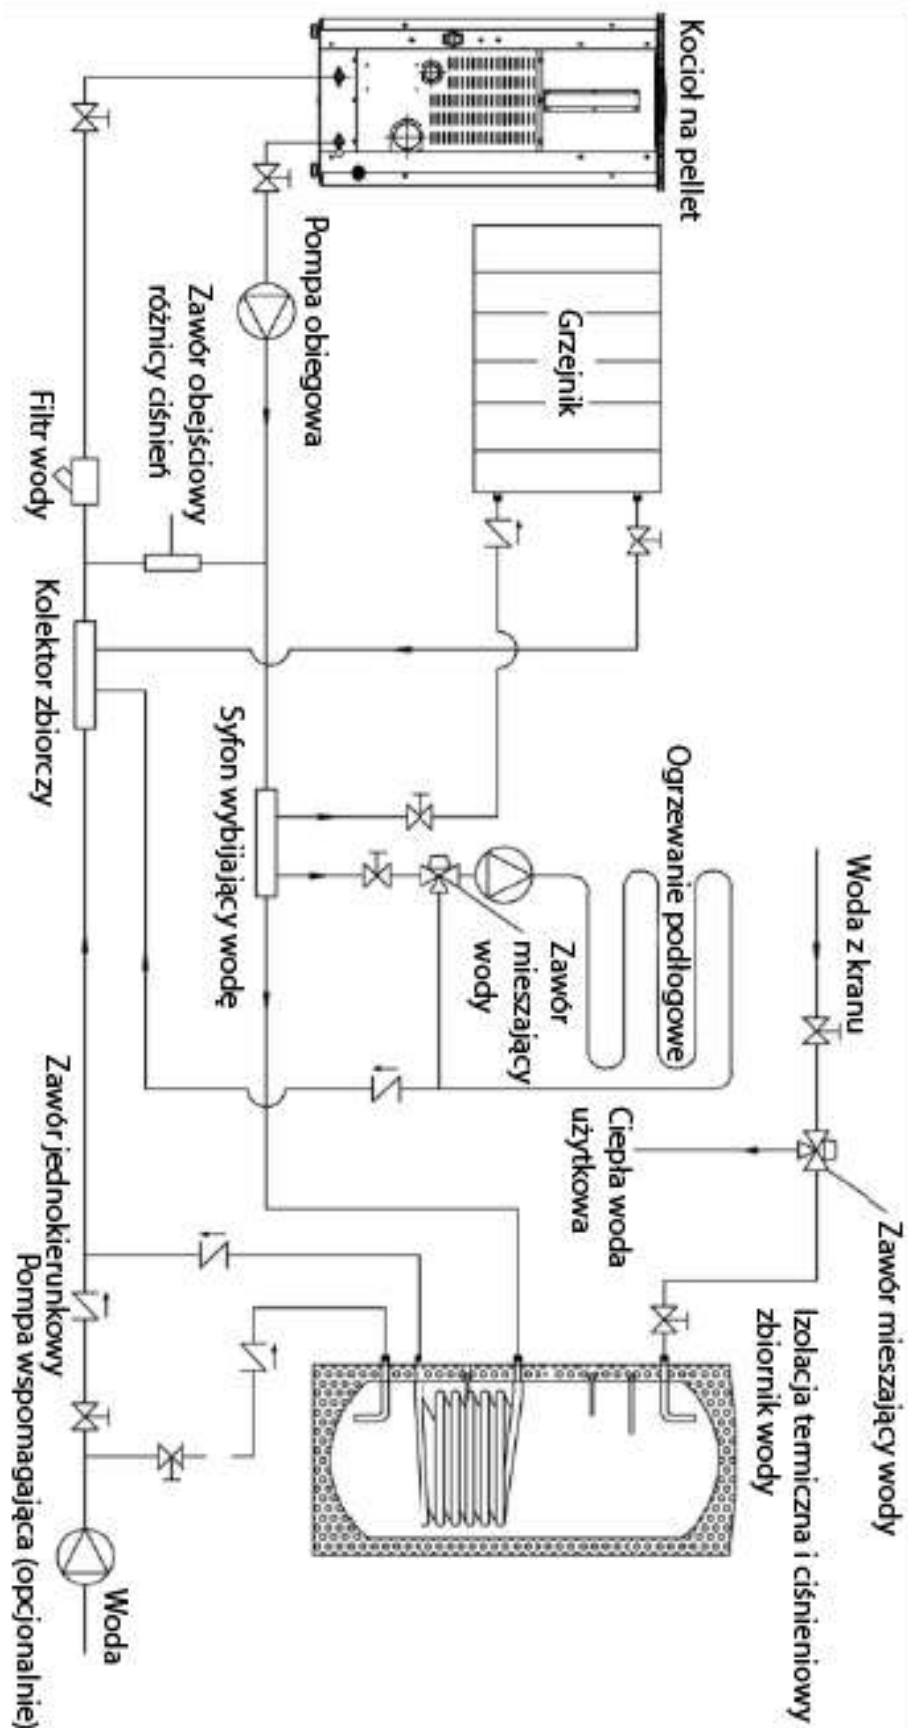 Kocioł na pellet
Grzejnik
Pompa obiegowa
Zawór obejściowy
różnicy ciśnień
Filtr wody
Kolektor zbiorczy
Syfon wybijający wodę
Ogrzewanie podłogowe
Zawór
mieszający
wody
Woda z kranu
Ciepła woda
użytkowa
Zawór mieszający wody
Izolacja termiczna i ciśnieniowy
zbiornik wody
Zawór jednokierunkowy
Pompa wspomagająca (opcjonalnie)
Woda